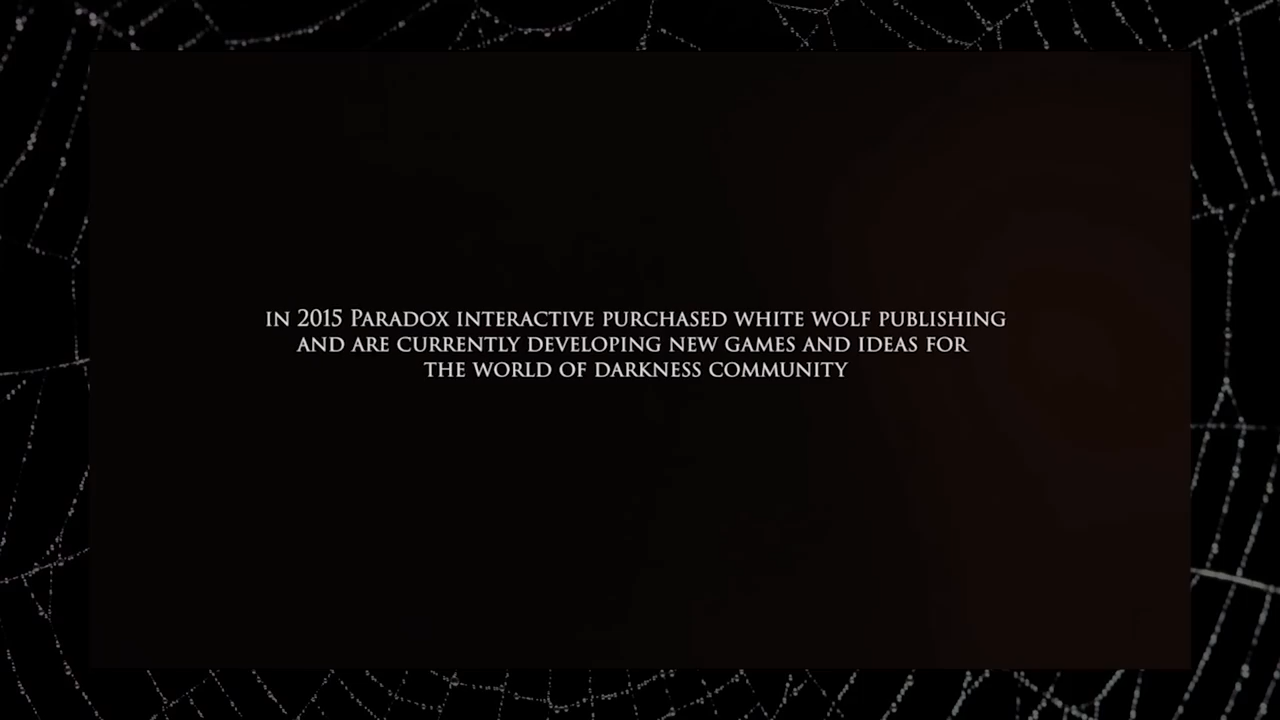 IN 2015 PARADOX INTERACTIVE PURCHASED WHITE WOLF PUBLISHING
AND ARE CURRENTLY DEVELOPING NEW GAMES AND IDEAS FOR
THE WORLD OF DARKNESS COMMUNITY